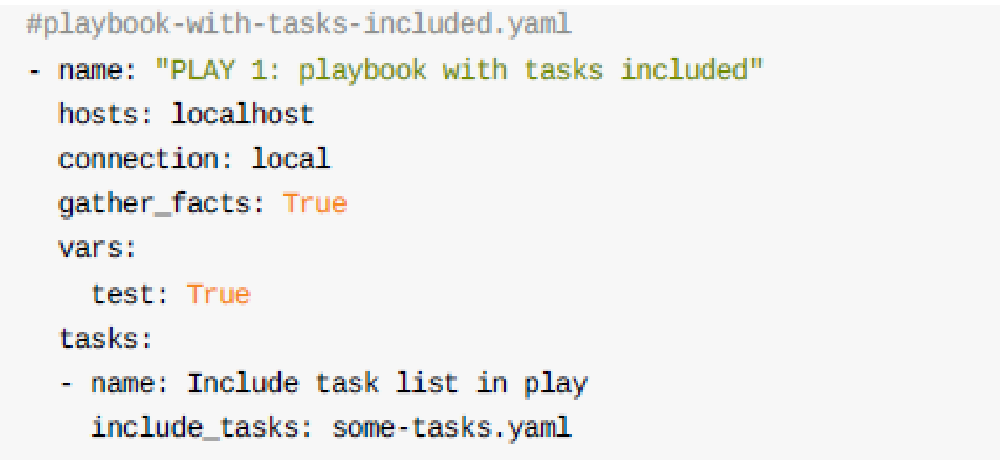 #playbook-with-tasks-included.yaml
- name: "PLAY 1: playbook with tasks included"
  hosts: localhost
  connection: local
  gather_facts: True
  vars:
    test: True
  tasks:
  - name: Include task list in play
    include_tasks: some-tasks.yaml